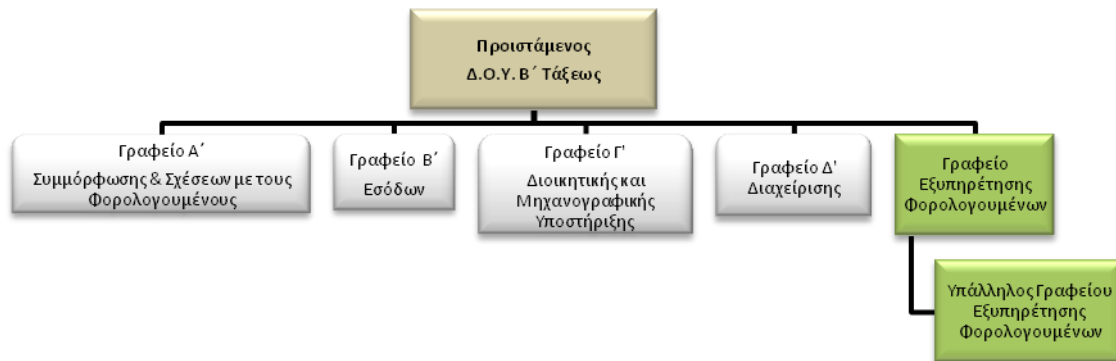 Προιστάμενος
Δ.Ο.Υ. Β΄ Τάξεως
Γραφείο Α΄
Συμμόρφωσης & Σχέσεων με τους
Φορολογουμένους
Γραφείο Β΄
Εσόδων
Γραφείο Γ'
Διοικητικής και
Μηχανογραφικής
Υποστήριξης
Γραφείο Δ'
Διαχείρισης
Γραφείο
Εξυπηρέτησης
Φορολογουμένων
Υπάλληλος Γραφείου
Εξυπηρέτησης
Φορολογουμένων